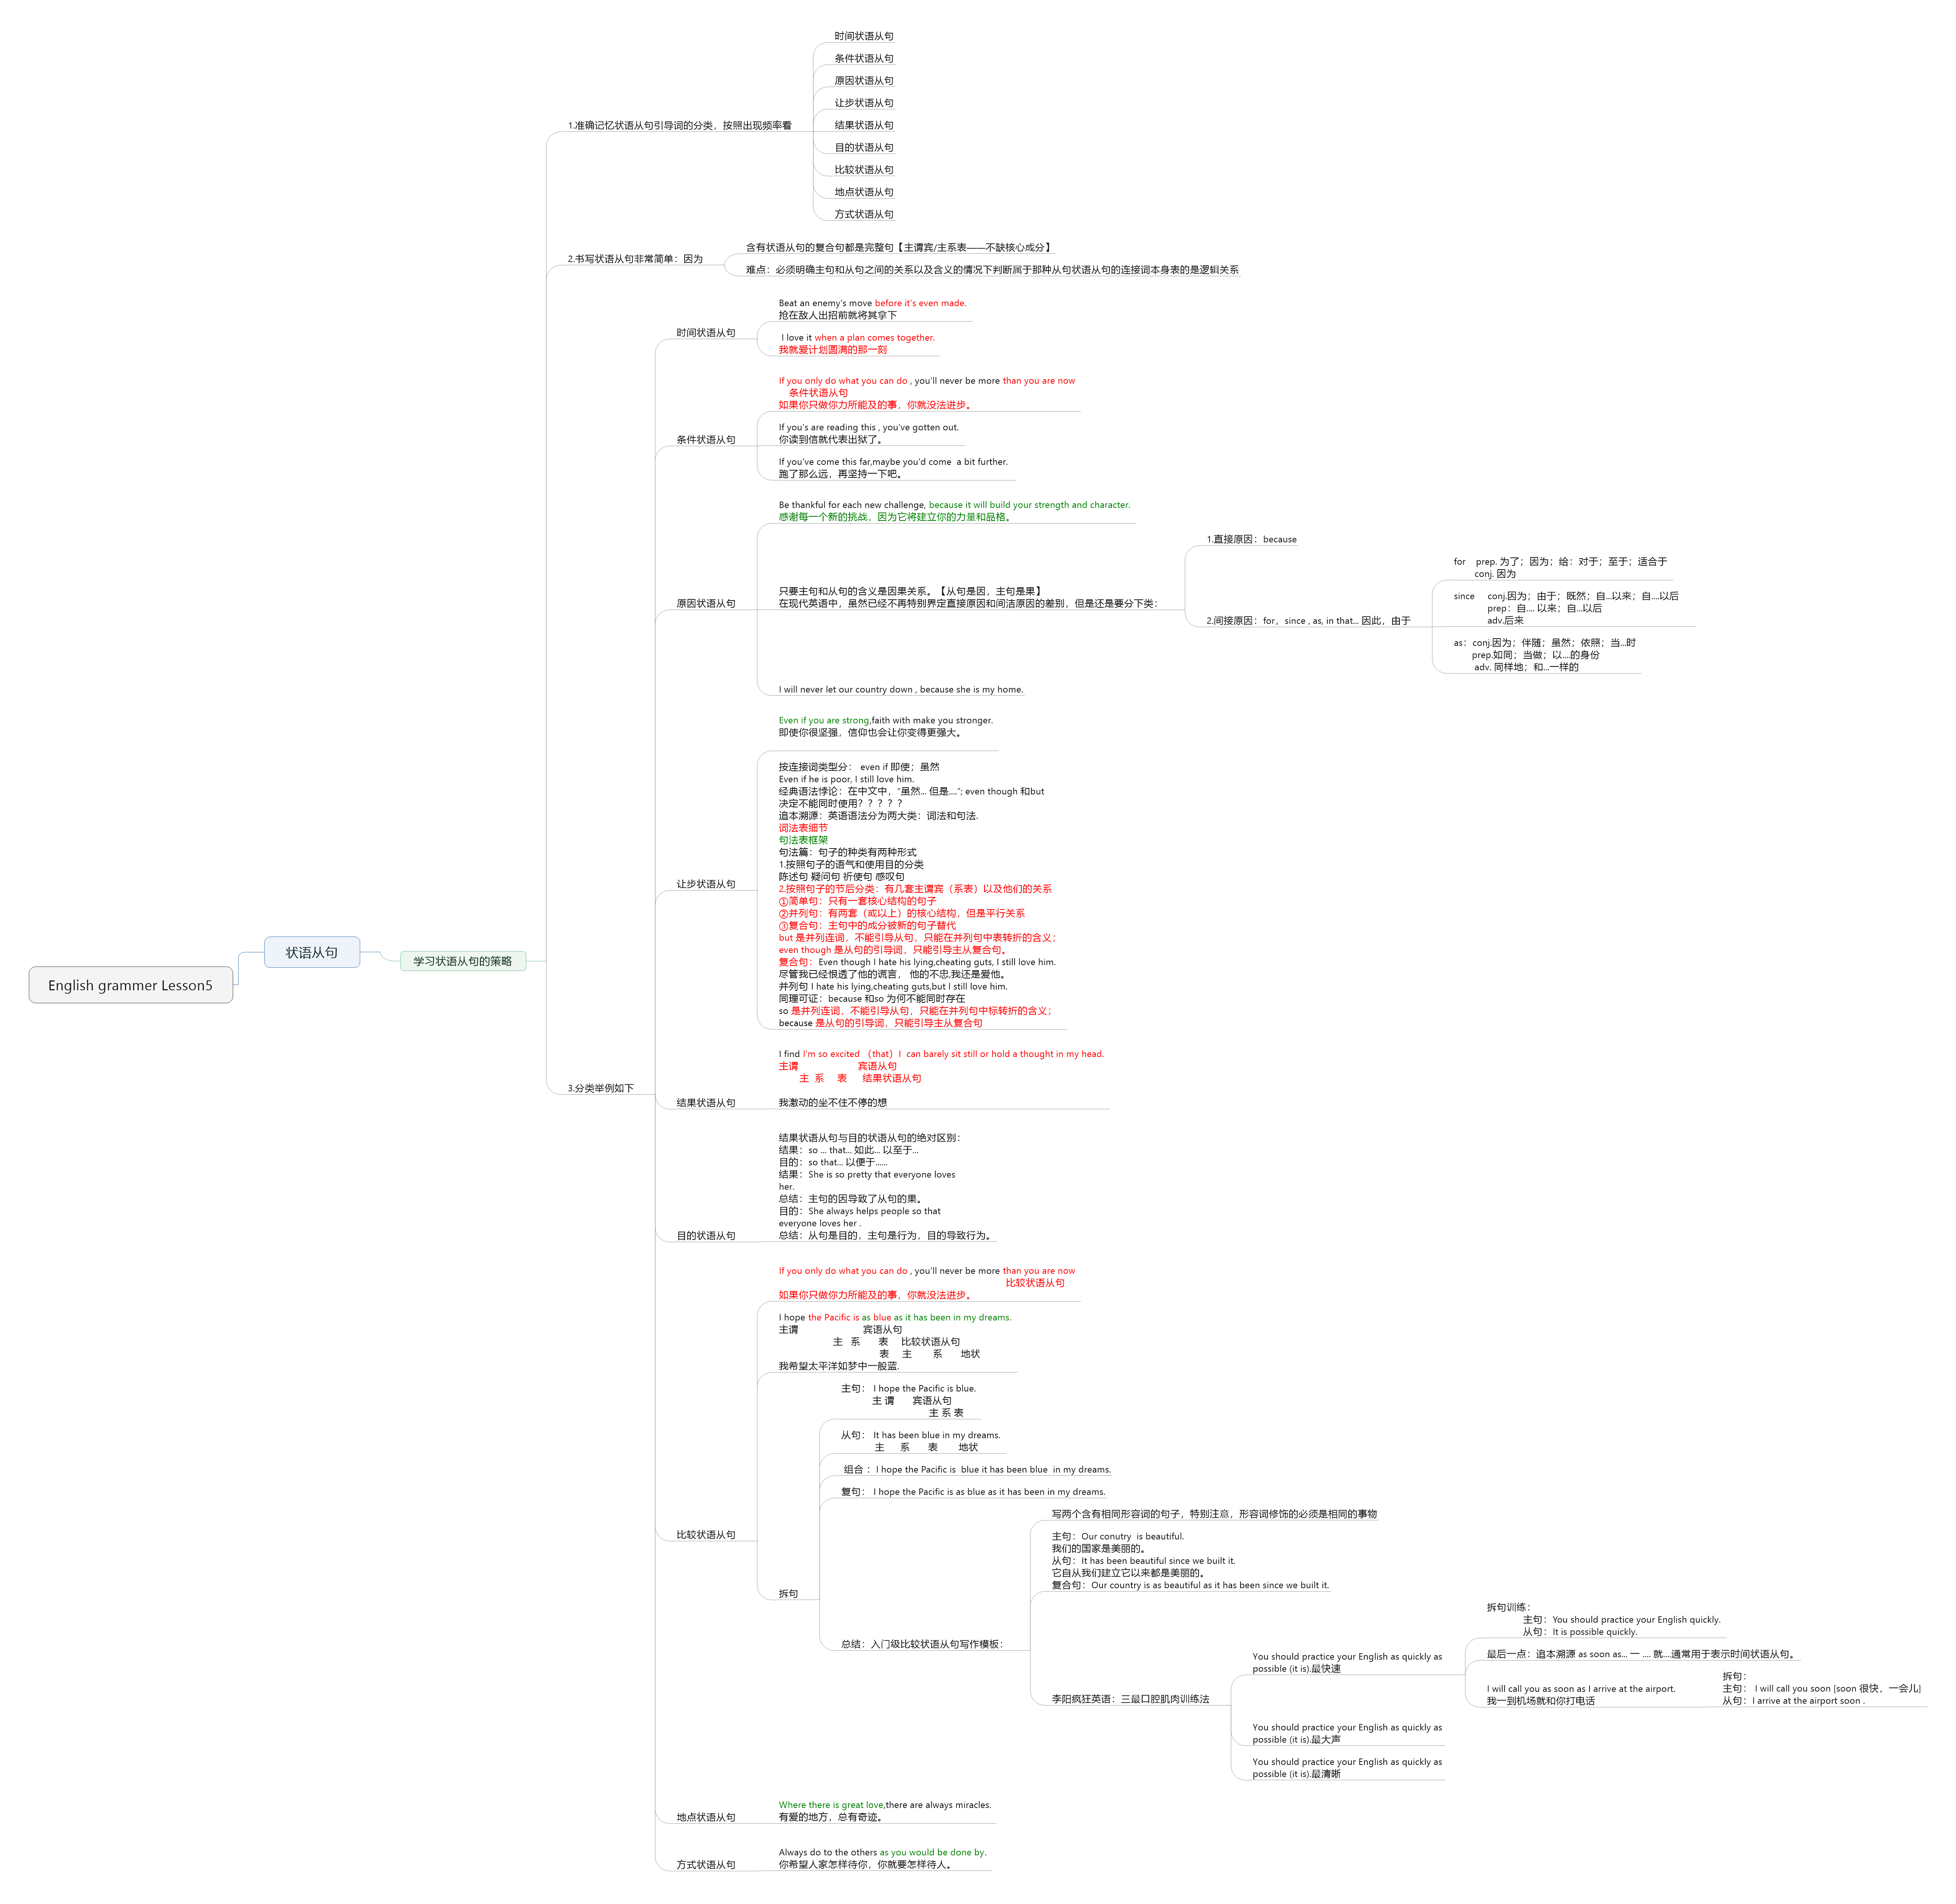 English grammer Lesson5
状语从句
学习状语从句的策略
1.准确记忆状语从句引导词的分类，按照出现频率看
时间状语从句
条件状语从句
原因状语从句
让步状语从句
结果状语从句
目的状语从句
比较状语从句
地点状语从句
方式状语从句
2.书写状语从句非常简单：因为
含有状语从句的复合句都是完整句【主谓宾/主系表——不缺核心成分】
难点：必须明确主句和从句之间的关系以及含义的情况下判断属于那种从句状语从句的连接词本身表的是逻辑关系
3.分类举例如下
时间状语从句
Beat an enemy's move before it's even made.
抢在敌人出招前就将其拿下
I love it when a plan comes together.
我就爱计划圆满的那一刻
条件状语从句
If you only do what you can do , you'll never be more than you are now
条件状语从句
如果你只做你力所能及的事，你就没法进步。
If you's are reading this , you've gotten out.
你读到信就代表出狱了。
If you've come this far,maybe you'd come  a bit further.
跑了那么远，再坚持一下吧。
原因状语从句
Be thankful for each new challenge, because it will build your strength and character.
感谢每一个新的挑战，因为它将建立你的力量和品格。
只要主句和从句的含义是因果关系。【从句是因，主句是果】
在现代英语中，虽然已经不再特别界定直接原因和间洁原因的差别，但是还是要分下类：
1.直接原因：because
2.间接原因：for，since , as, in that... 因此，由于
for    prep. 为了；因为；给：对于；至于；适合于
conj. 因为
since     conj.因为；由于；既然；自...以来；自....以后
prep：自.... 以来；自...以后
adv.后来
as：conj.因为；伴随；虽然；依照；当...时
prep.如同；当做；以....的身份
adv. 同样地；和...一样的
I will never let our country down , because she is my home.
让步状语从句
Even if you are strong,faith with make you stronger.
即使你很坚强，信仰也会让你变得更强大。
按连接词类型分： even if 即使；虽然
Even if he is poor, I still love him.
经典语法悖论：在中文中，“虽然... 但是....”; even though 和but
决定不能同时使用？？？？？
追本溯源：英语语法分为两大类：词法和句法.
词法表细节
句法表框架
句法篇：句子的种类有两种形式
1.按照句子的语气和使用目的分类
陈述句 疑问句 祈使句 感叹句
2.按照句子的节后分类：有几套主谓宾（系表）以及他们的关系
①简单句：只有一套核心结构的句子
②并列句：有两套（或以上）的核心结构，但是平行关系
③复合句：主句中的成分被新的句子替代
but 是并列连词，不能引导从句，只能在并列句中表转折的含义；
even though 是从句的引导词，只能引导主从复合句。
复合句：Even though I hate his lying,cheating guts, I still love him.
尽管我已经恨透了他的谎言， 他的不忠,我还是爱他。
并列句 I hate his lying,cheating guts,but I still love him.
同理可证：because 和so 为何不能同时存在
so 是并列连词，不能引导从句，只能在并列句中标转折的含义；
because 是从句的引导词，只能引导主从复合句
结果状语从句
I find I'm so excited （that）I  can barely sit still or hold a thought in my head.
主谓                       宾语从句
主  系     表      结果状语从句
我激动的坐不住不停的想
目的状语从句
结果状语从句与目的状语从句的绝对区别：
结果：so ... that... 如此... 以至于...
目的：so that... 以便于......
结果：She is so pretty that everyone loves
her.
总结：主句的因导致了从句的果。
目的：She always helps people so that
everyone loves her .
总结：从句是目的，主句是行为，目的导致行为。
比较状语从句
If you only do what you can do , you'll never be more than you are now
比较状语从句
如果你只做你力所能及的事，你就没法进步。
I hope the Pacific is as blue as it has been in my dreams.
主谓                         宾语从句
主   系       表     比较状语从句
表     主        系       地状
我希望太平洋如梦中一般蓝.
拆句
主句： I hope the Pacific is blue.
主 谓       宾语从句
主 系 表
从句： It has been blue in my dreams.
主      系       表        地状
组合 ：I hope the Pacific is  blue it has been blue  in my dreams.
复句： I hope the Pacific is as blue as it has been in my dreams.
总结：入门级比较状语从句写作模板：
写两个含有相同形容词的句子，特别注意，形容词修饰的必须是相同的事物
主句：Our conutry  is beautiful.
我们的国家是美丽的。
从句：It has been beautiful since we built it.
它自从我们建立它以来都是美丽的。
复合句：Our country is as beautiful as it has been since we built it.
李阳疯狂英语：三最口腔肌肉训练法
You should practice your English as quickly as
possible (it is).最快速
拆句训练：
主句：You should practice your English quickly.
从句：It is possible quickly.
最后一点：追本溯源 as soon as... 一 .... 就....通常用于表示时间状语从句。
I will call you as soon as I arrive at the airport.
我一到机场就和你打电话
拆句：
主句： I will call you soon [soon 很快，一会儿]
从句：I arrive at the airport soon .
You should practice your English as quickly as
possible (it is).最大声
You should practice your English as quickly as
possible (it is).最清晰
地点状语从句
Where there is great love,there are always miracles.
有爱的地方，总有奇迹。
方式状语从句
Always do to the others as you would be done by.
你希望人家怎样待你，你就要怎样待人。